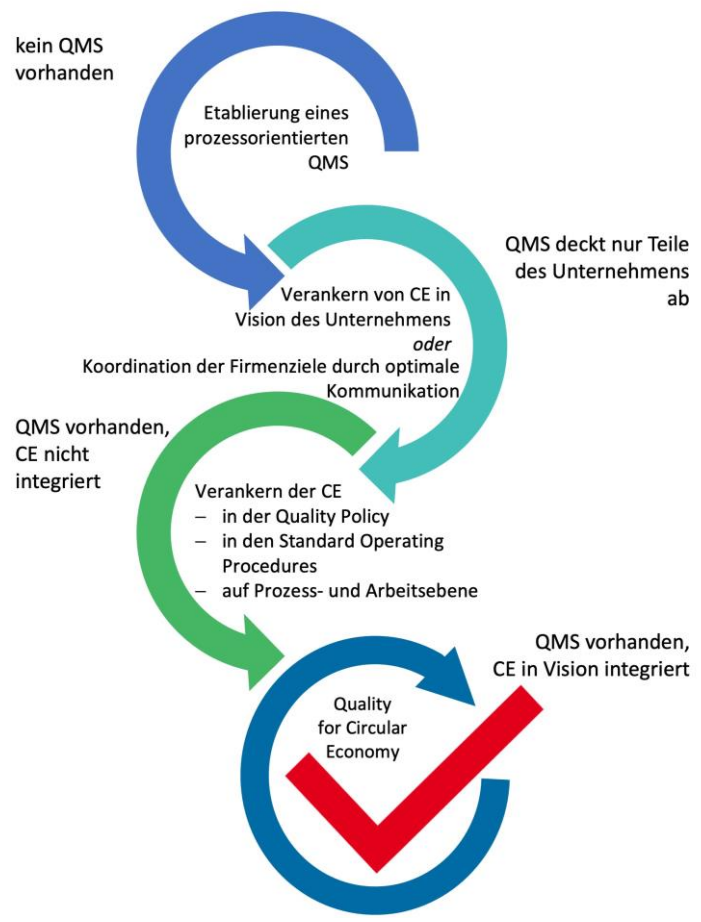 kein QMS
vorhanden
Etablierung eines
prozessorientierten
QMS
QMS deckt nur Teile
des Unternehmens
ab
Verankern von CE in
Vision des Unternehmens
oder
Koordination der Firmenziele durch optimale
Kommunikation
QMS vorhanden,
CE nicht
integriert
Verankern der CE
– in der Quality Policy
– in den Standard Operating
Procedures
– auf Prozess- und Arbeitsebene
QMS vorhanden,
CE in Vision integriert
Quality
for Circular
Economy